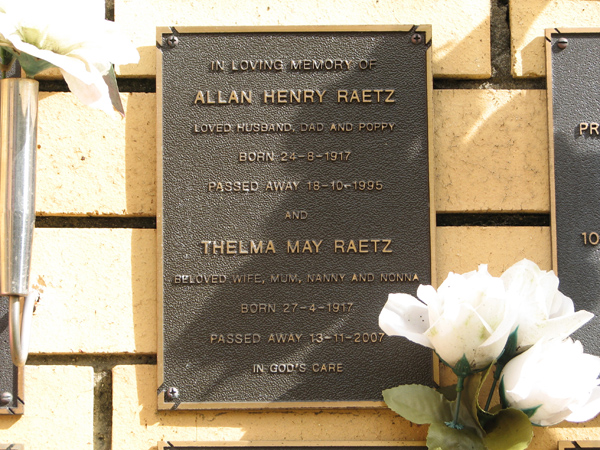 IN LOVING MEMORY OF
ALLAN HENRY RAETZ
LOVED HUSBAND, DAD AND POPPY
BORN 24-8-1917
PASSED AWAY 18-10-1995
AND
THELMA MAY RAETZ
BELOVED WIFE, MUM, NANNY AND NONNA
BORN 27-4-1917
PASSED AWAY 13-11-2007
IN GOD'S CARE
PR
10